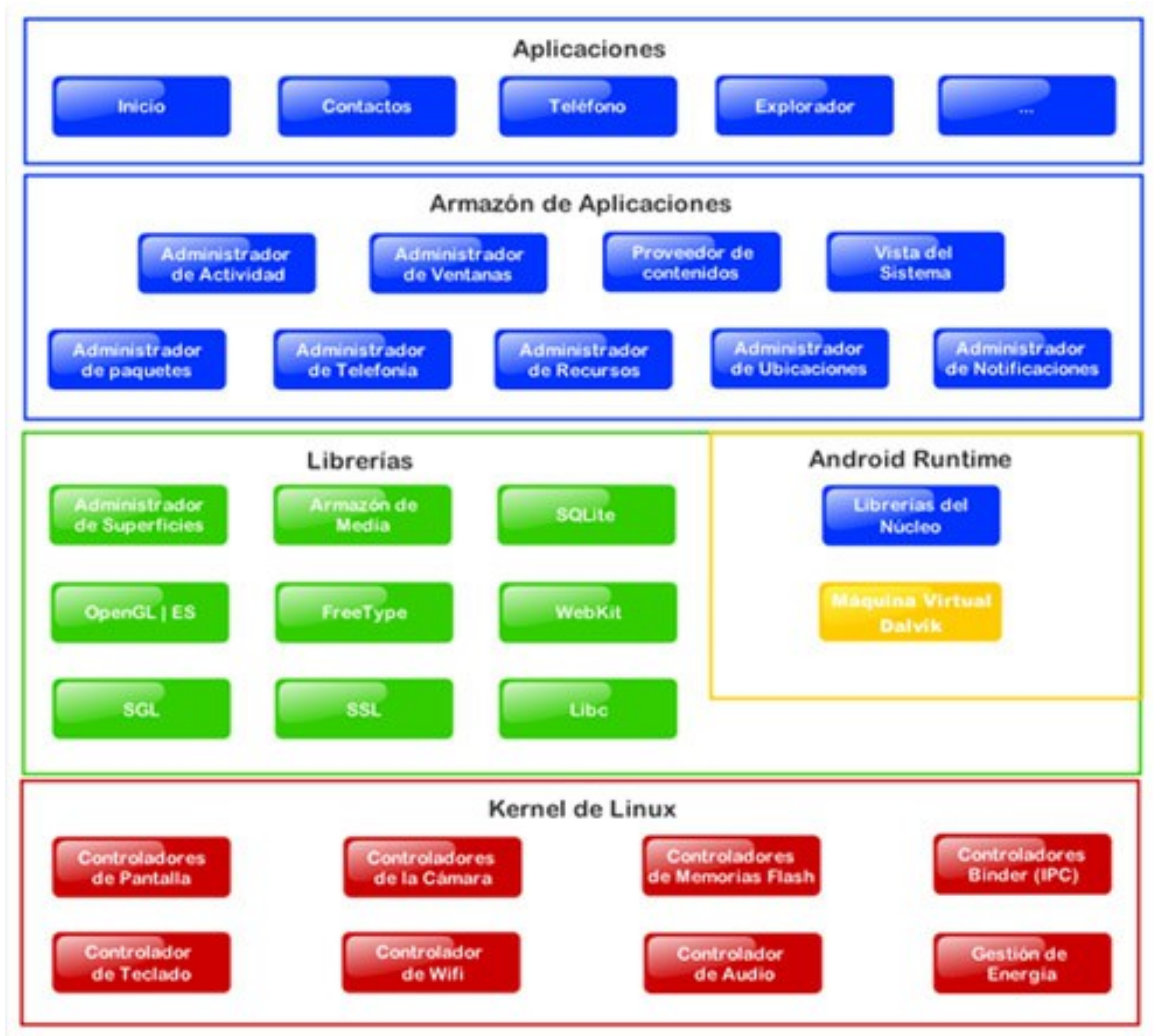 Aplicaciones
Inicio
Contactos
Teléfono
Explorador
...
Armazón de Aplicaciones
Administrador
de Actividad
Administrador
de Ventanas
Proveedor de
contenidos
Vista del
Sistema
Administrador
de paquetes
Administrador
de Telefonía
Administrador
de Recursos
Administrador
de Ubicaciones
Administrador
de Notificaciones
Librerías
Administrador
de Superficies
Armazón de
Media
SQLite
OpenGL | ES
FreeType
WebKit
SGL
SSL
Libc
Android Runtime
Librerías del
Núcleo
Máquina Virtual
Dalvik
Kernel de Linux
Controladores
de Pantalla
Controladores
de la Cámara
Controladores
de Memorias Flash
Controladores
Binder (IPC)
Controlador
de Teclado
Controlador
de Wifi
Controlador
de Audio
Gestión de
Energía